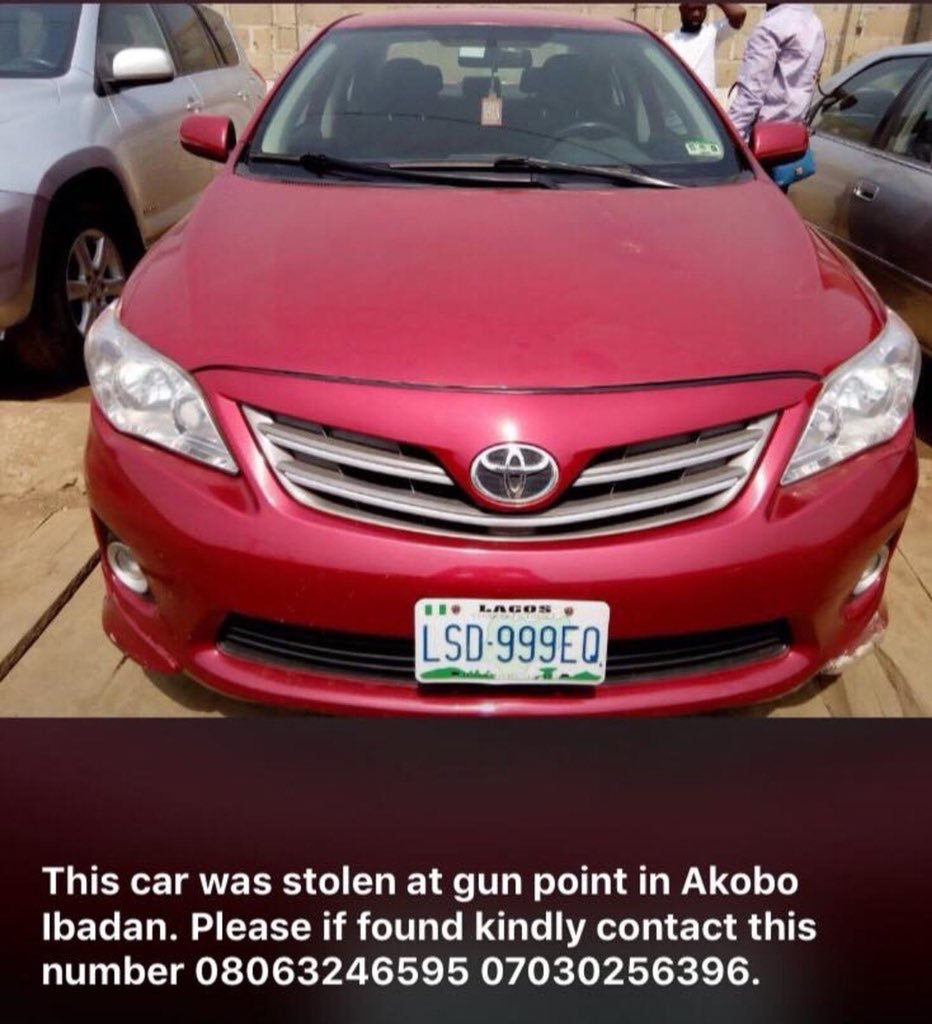 LAGOS
LSD-999EQ
This car was stolen at gun point in Akobo
Ibadan. Please if found kindly contact this
number 08063246595 07030256396.